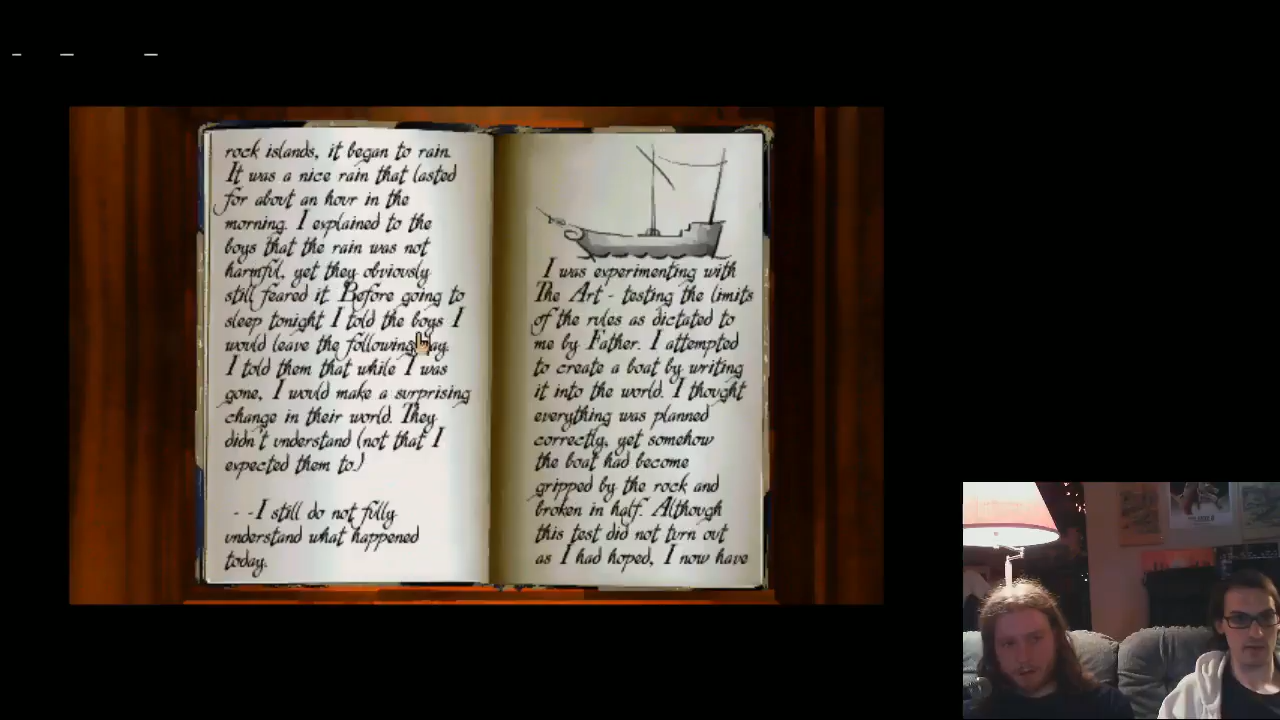 rock islands, it began to rain.
It was a nice rain that lasted
for about an hour in the
morning. I explained to the
boys that the rain was not
harmful, yet they obviously
still feared it. Before going to
sleep tonight I told the boys I
would leave the following day.
I told them that while I was
gone, I would make a surprising
change in their world. They
didn't understand (not that I
expected them to.)
--I still do not fully
understand what happened
today.
I was experimenting with
The Art - testing the limits
of the rules as dictated to
me by Father. I attempted
to create a boat by writing
it into the world. I thought
everything was planned
correctly, yet somehow
the boat had become
gripped by the rock and
broken in half. Although
this test did not turn out
as I had hoped, I now have